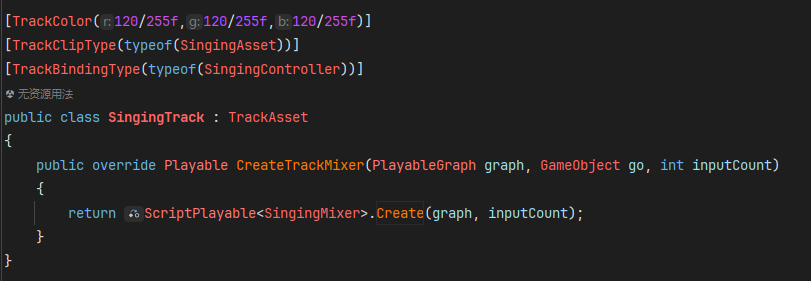 [TrackColor(r:120/255f,g:120/255f,b:120/255f)]
[TrackClipType(typeof(SingingAsset))]
[TrackBindingType(typeof(SingingController))]
无资源用法
public class SingingTrack : TrackAsset
{
public override Playable CreateTrackMixer(PlayableGraph graph, GameObject go, int inputCount)
{
return ScriptPlayable<SingingMixer>.Create(graph, inputCount);
}
}